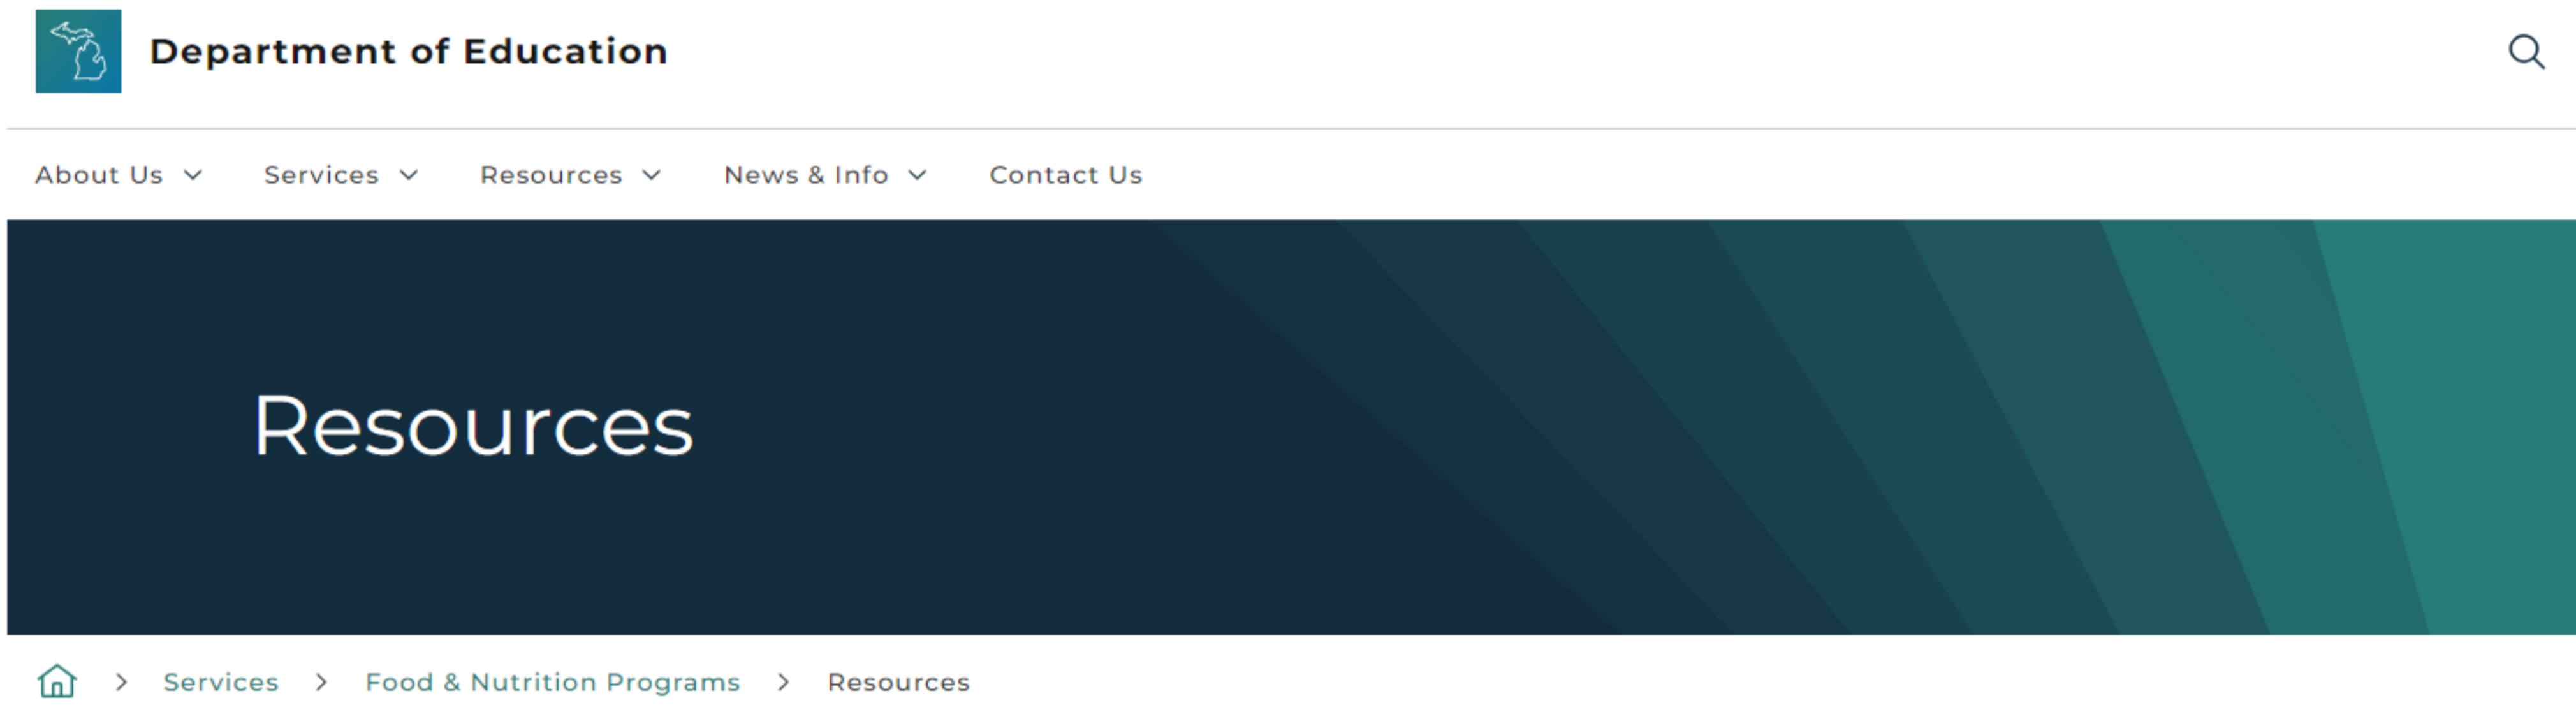 Department of Education
About Us Services Resources News & Info Contact Us
Resources
Services > Food & Nutrition Programs > Resources